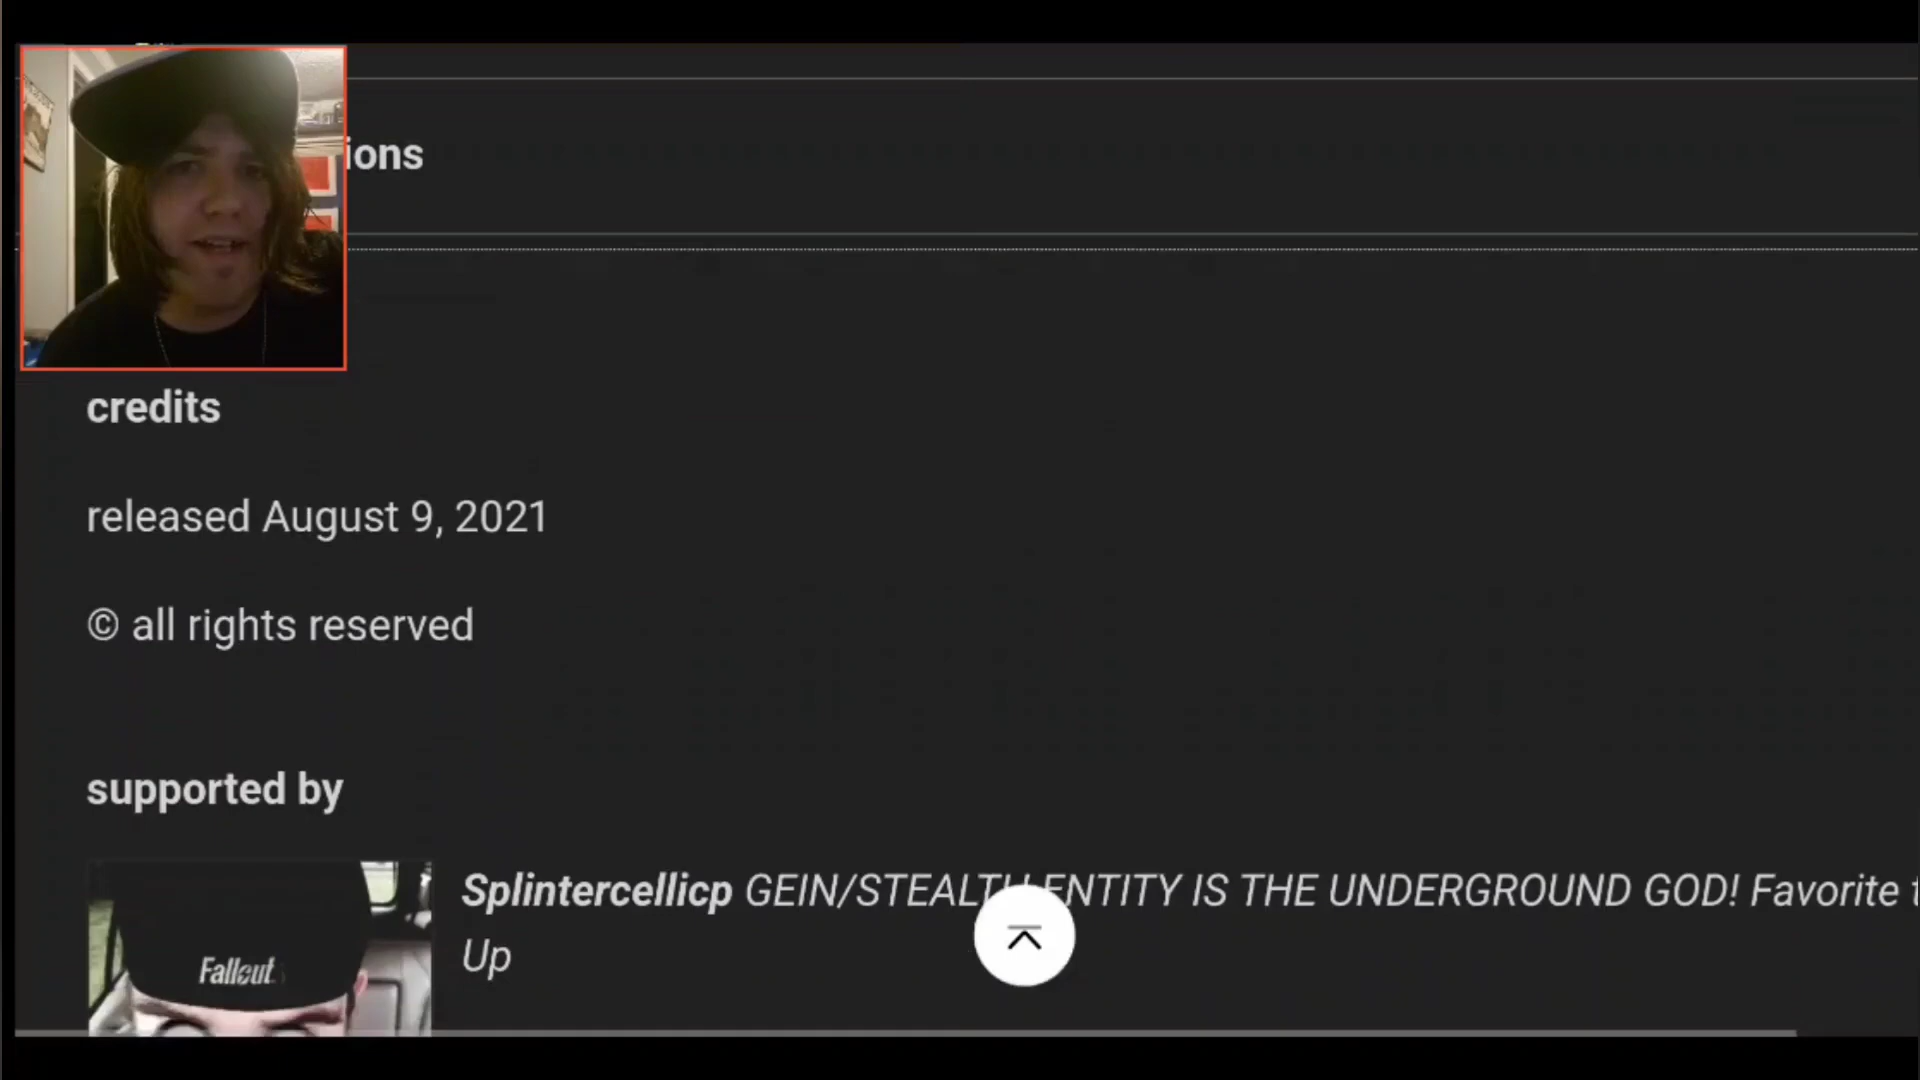 ions
credits
released August 9, 2021
© all rights reserved
supported by
Splintercellicp GEIN/STEALTH ENTITY IS THE UNDERGROUND GOD! Favorite t
Up
Fallout